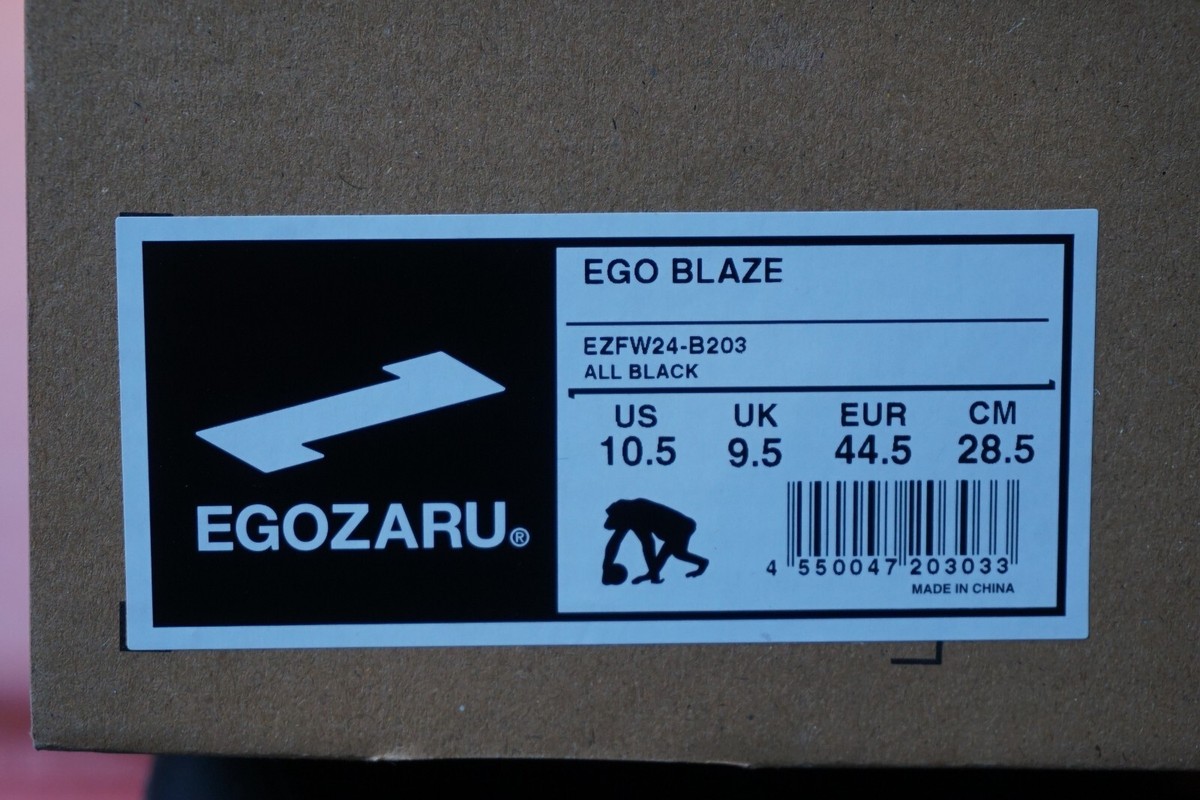 EGOZARU®
EGO BLAZE
EZFW24-B203
ALL BLACK
US UK EUR CM
10.5 9.5 44.5 28.5
4 550047 203033
MADE IN CHINA